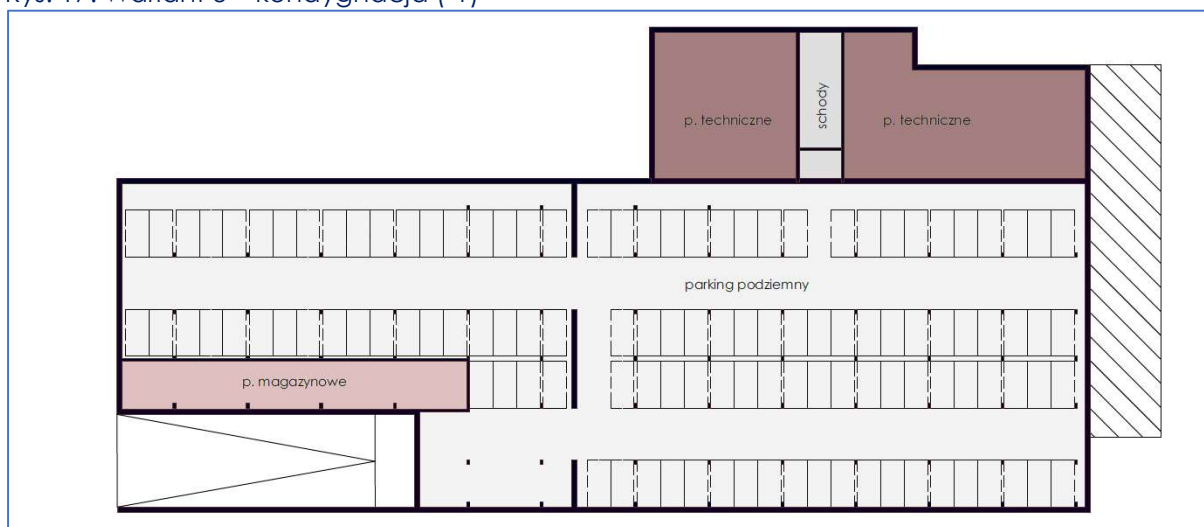 p. techniczne
schody
p. techniczne
parking podziemny
p. magazynowe